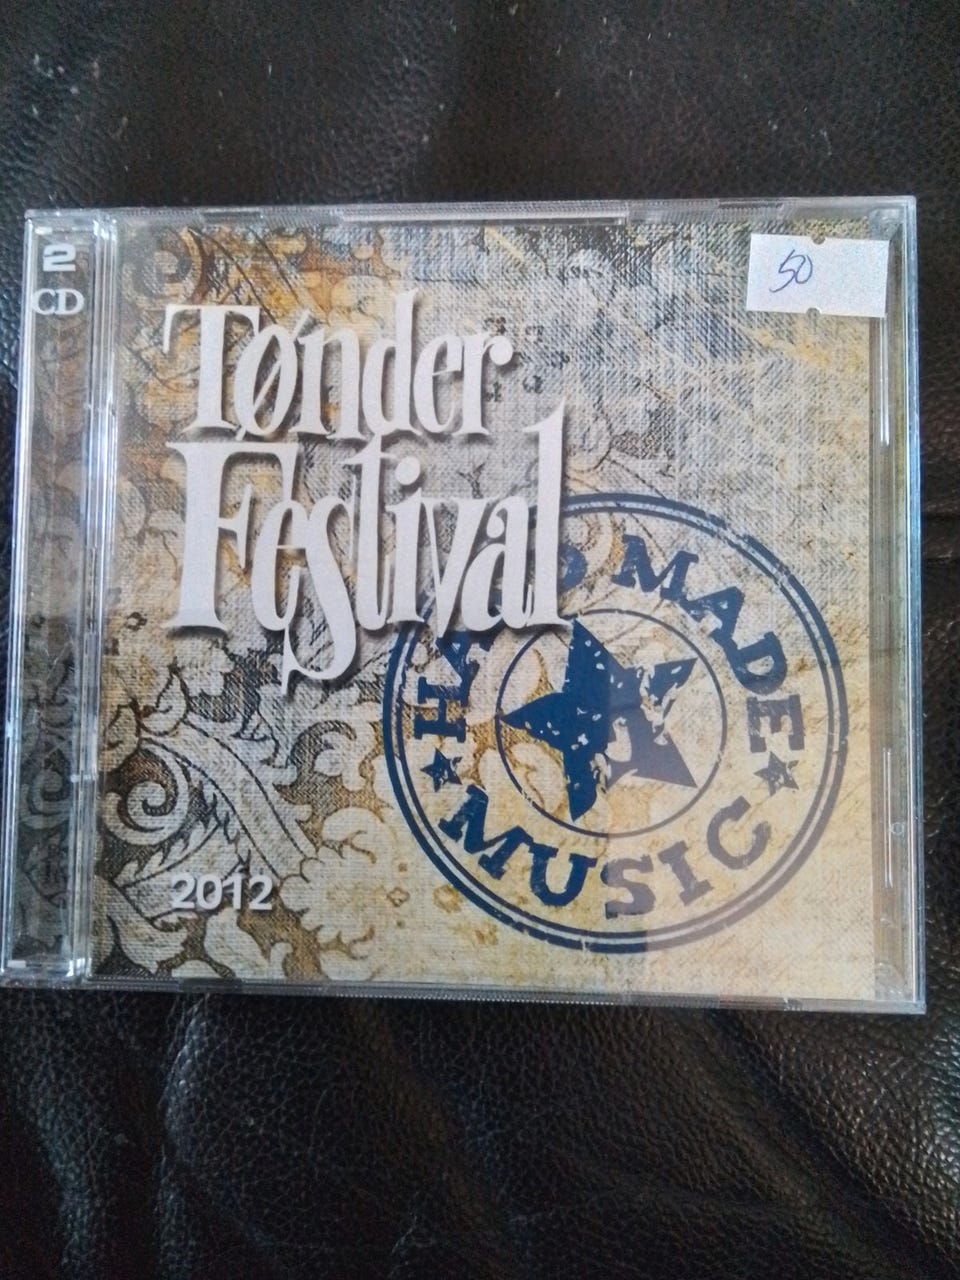 2
CD
50
Tønder
Festival
HAND MADE
MUSIC
2012